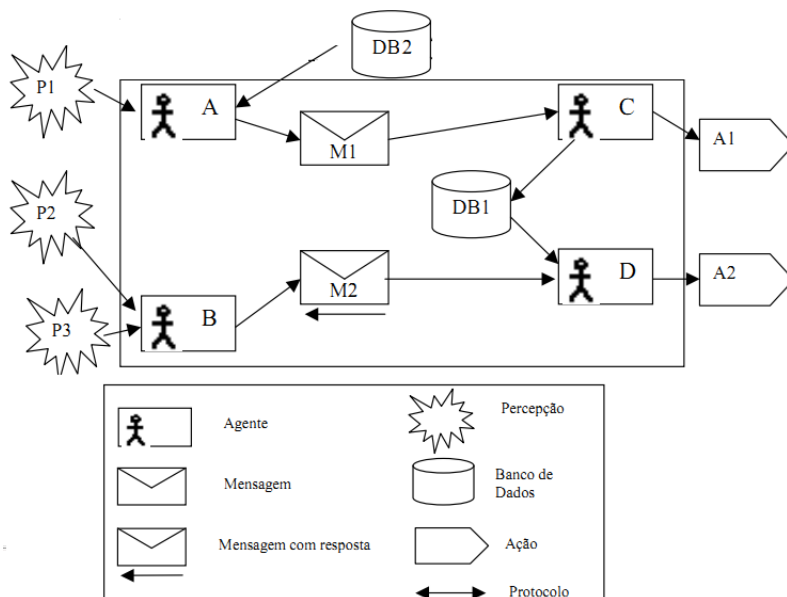 DB2
P1
A
C
M1
A1
P2
DB1
M2
D
A2
B
P3
Agente
Percepção
Mensagem
Banco de
Dados
Mensagem com resposta
Ação
Protocolo